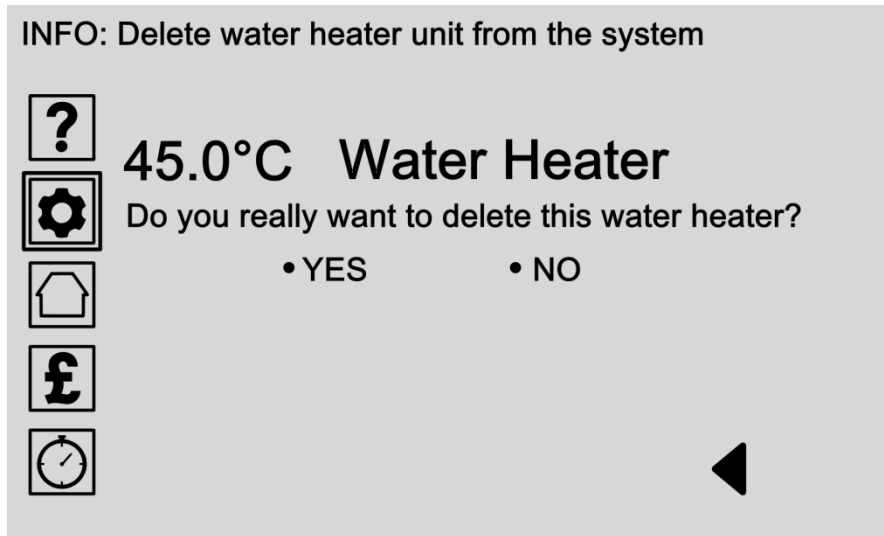 INFO: Delete water heater unit from the system
?
45.0°C Water Heater
Do you really want to delete this water heater?
• YES • NO
£